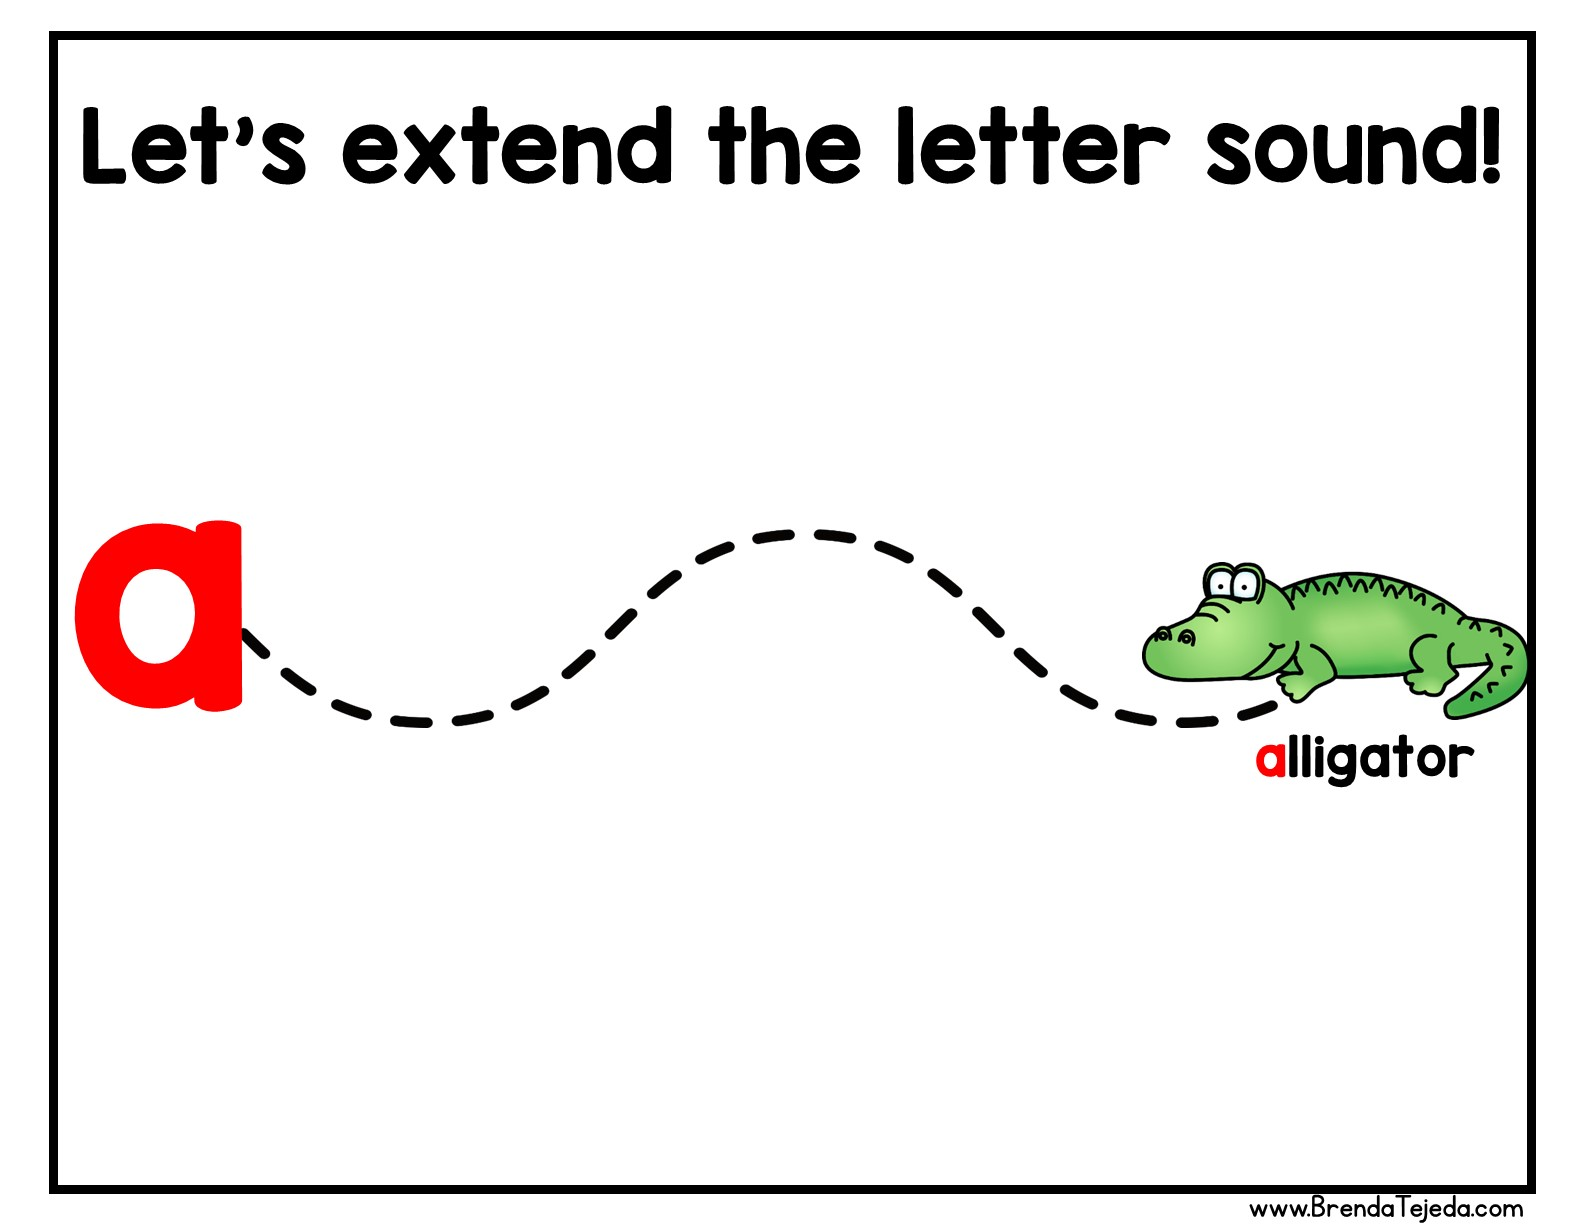 Let's extend the letter sound!
a
alligator
www.BrendaTejeda.com